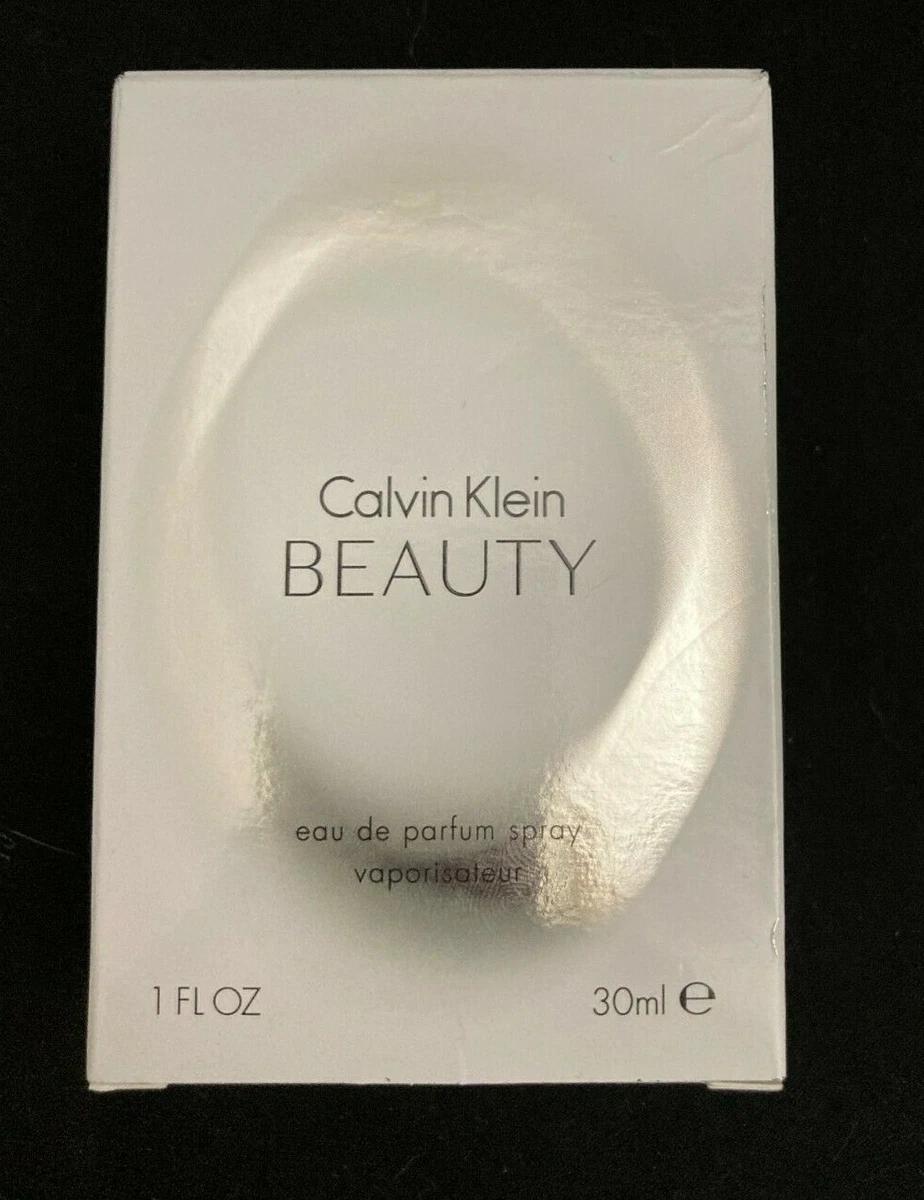 Calvin Klein
BEAUTY
eau de parfum spray
vaporisateur
1 FL OZ
30ml ℮